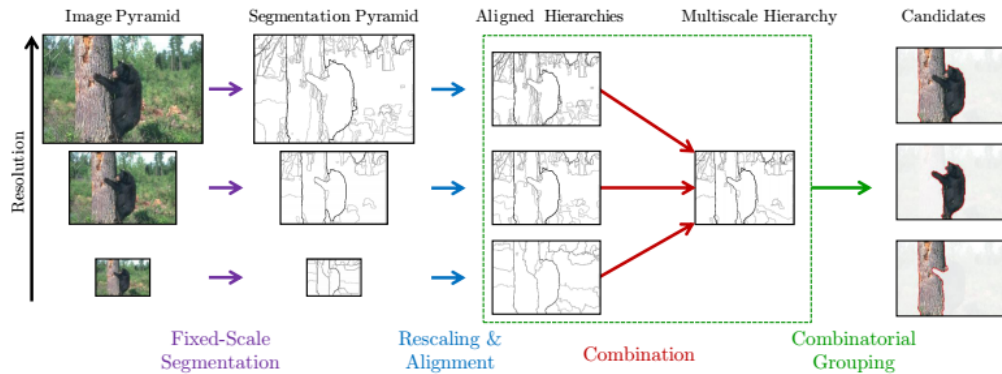 Image Pyramid
Segmentation Pyramid
Aligned Hierarchies
Multiscale Hierarchy
Candidates
Resolution
Fixed-Scale
Segmentation
Rescaling &
Alignment
Combination
Combinatorial
Grouping